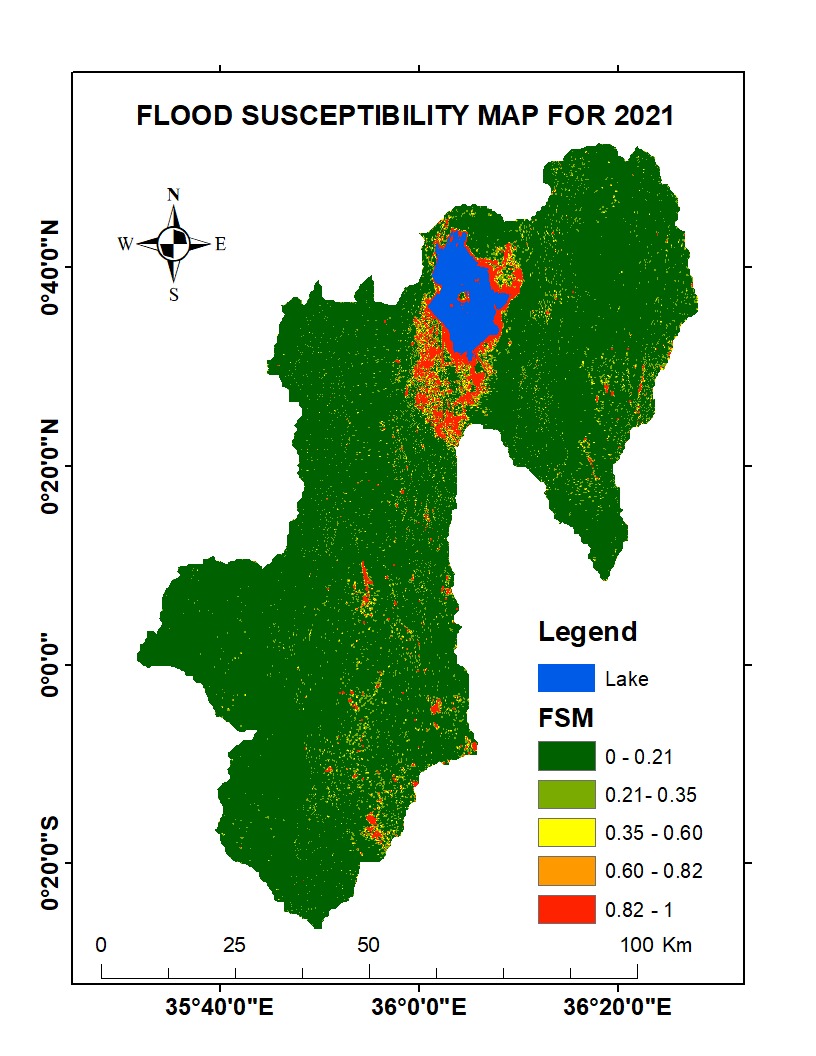 FLOOD SUSCEPTIBILITY MAP FOR 2021
N
W E
S
0°40'0"N
0°20'0"N
0°0'0"
0°20'0"S
Legend
Lake
FSM
0 - 0.21
0.21- 0.35
0.35 - 0.60
0.60 - 0.82
0.82 - 1
0 25 50 100 Km
35°40'0"E 36°0'0"E 36°20'0"E